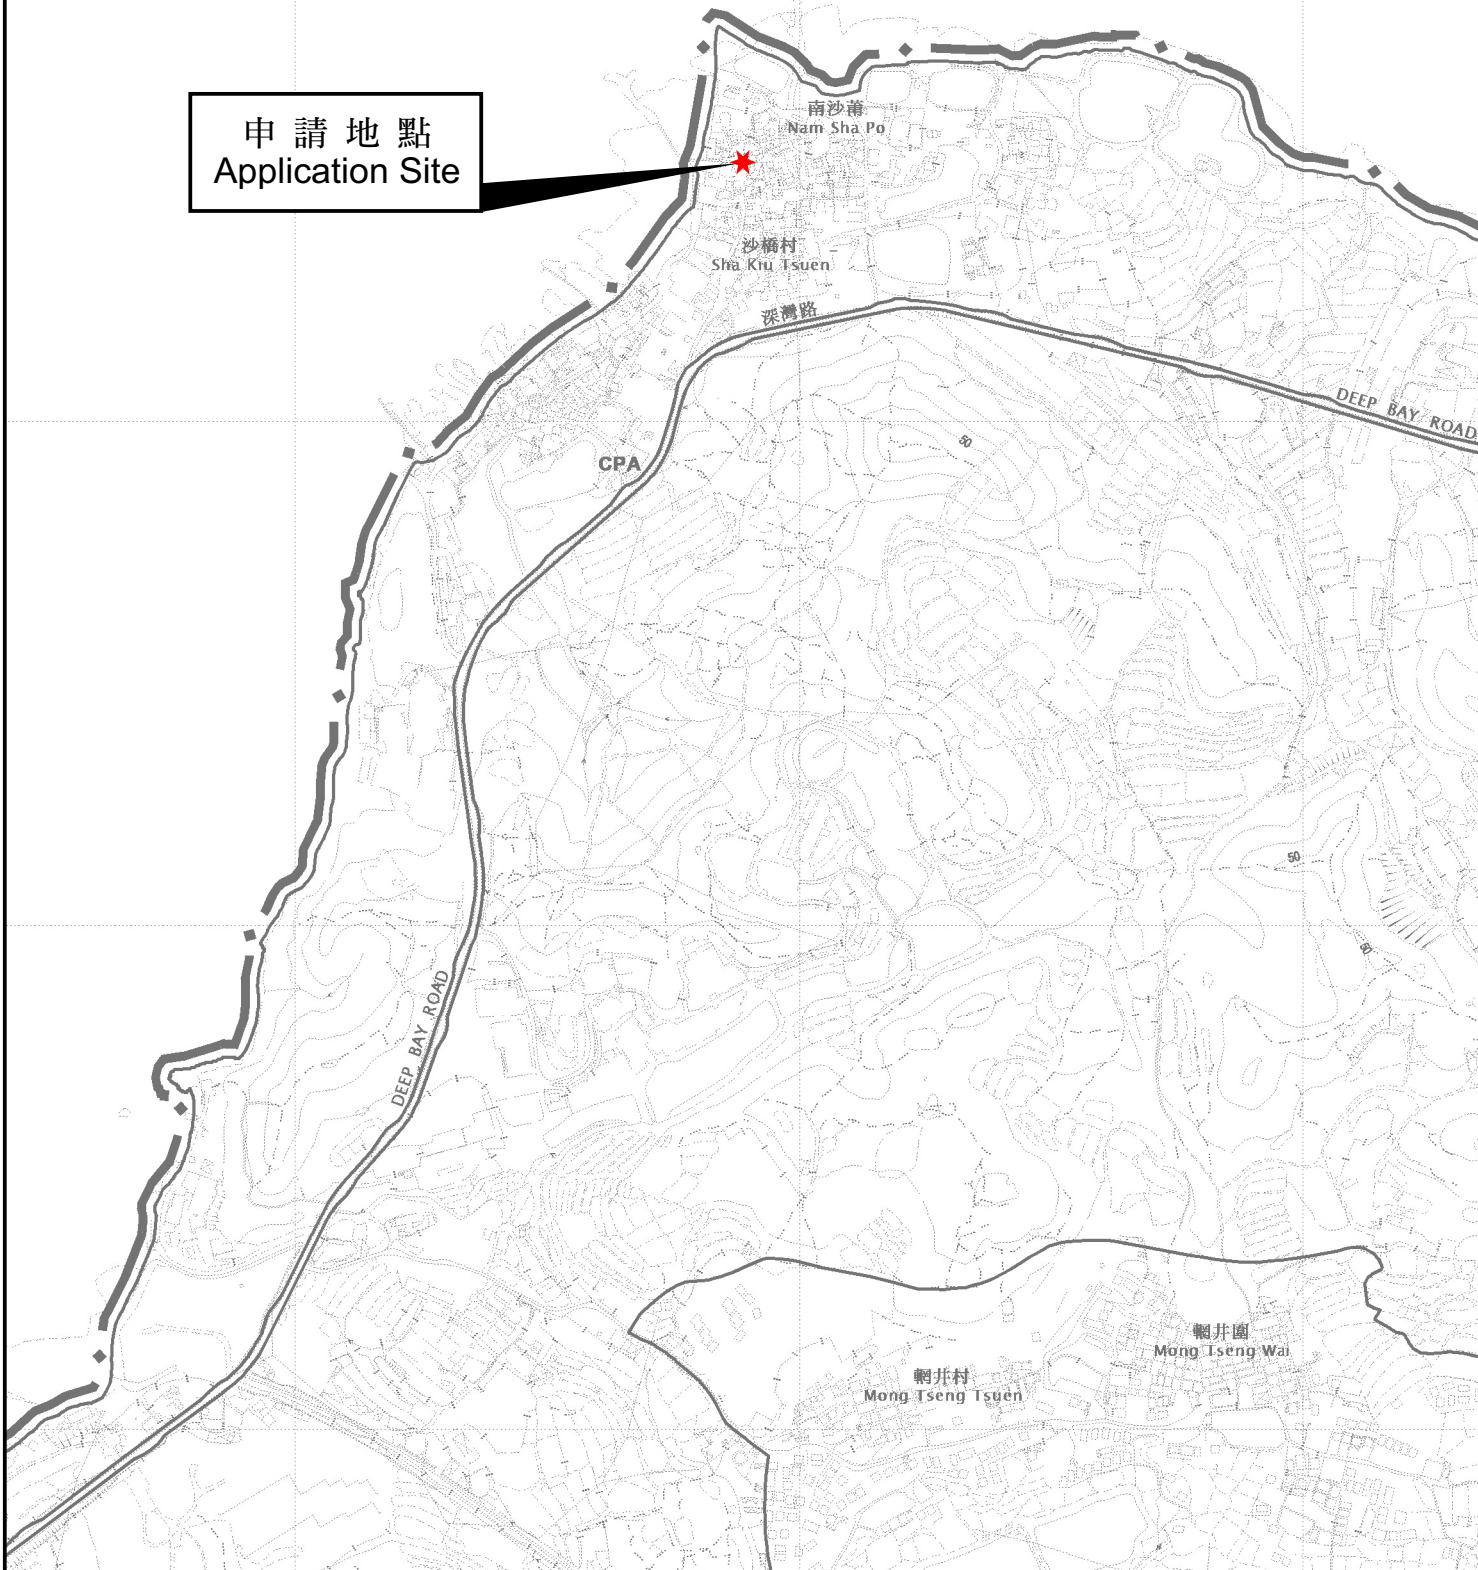 申請地點
Application Site
南沙莆
Nam Sha Po
沙橋村
Sha Kiu Tsuen
深灣路
DEEP BAY ROAD
CPA
50
50
50
DEEP BAY ROAD
輞井圍
Mong Tseng Wai
輞井村
Mong Tseng Tsuen